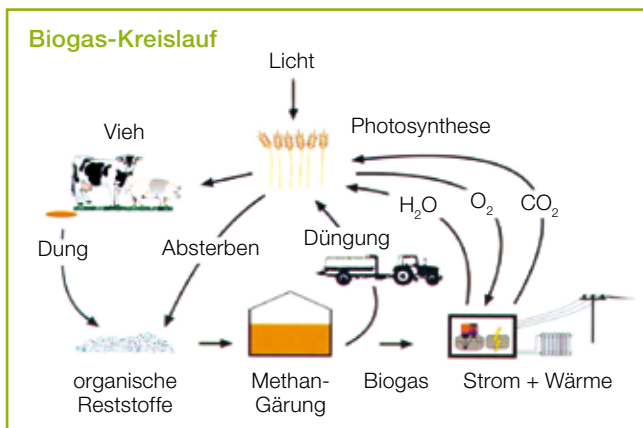 Biogas-Kreislauf
Licht
Vieh
Photosynthese
H₂O
O₂
CO₂
Dung
Absterben
Düngung
organische
Reststoffe
Methan-
Gärung
Biogas
Strom + Wärme